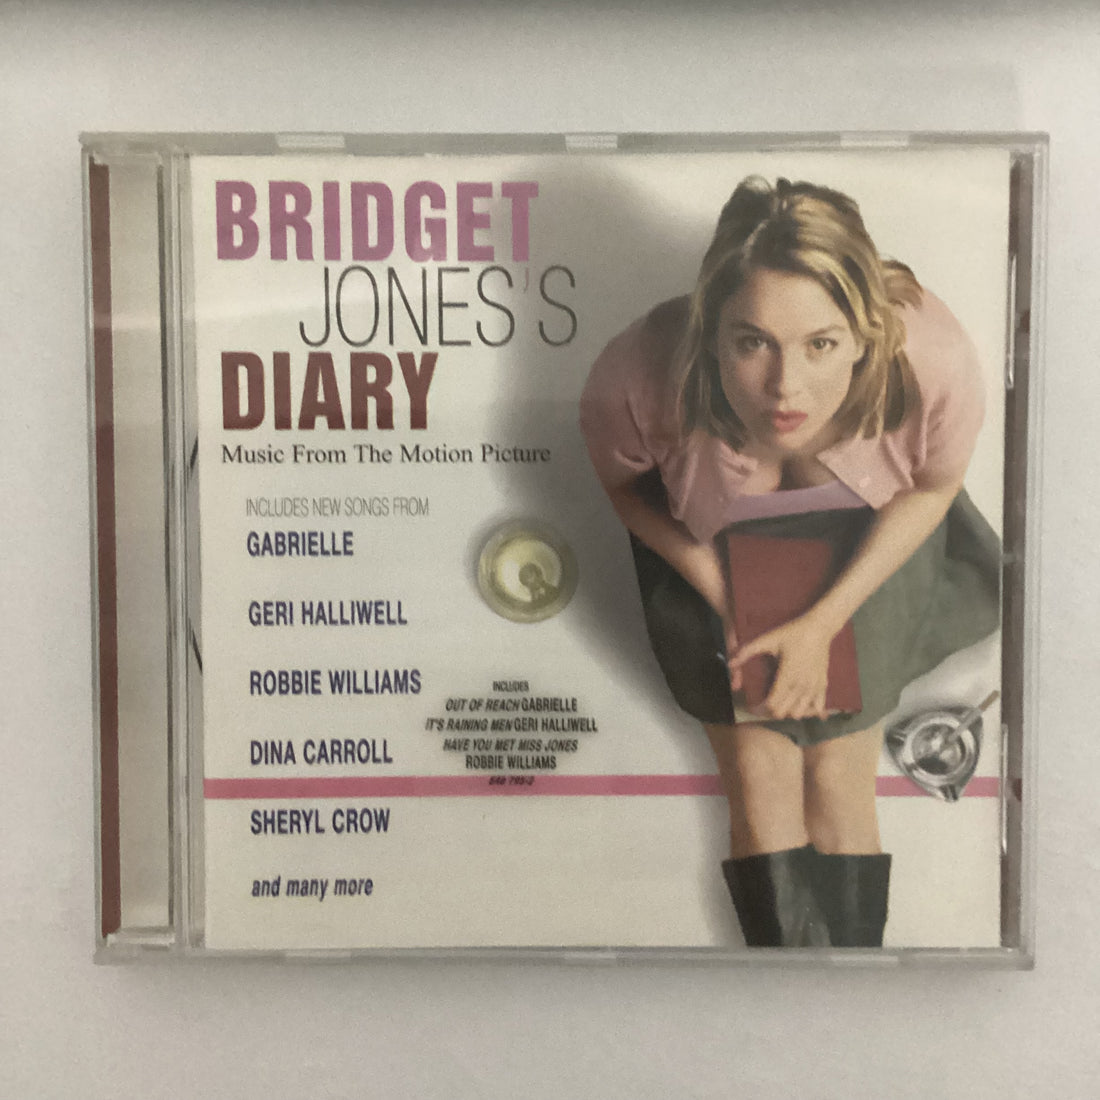 BRIDGET
JONES'S
DIARY
Music From The Motion Picture
INCLUDES NEW SONGS FROM
GABRIELLE
GERI HALLIWELL
ROBBIE WILLIAMS
DINA CARROLL
SHERYL CROW
and many more
INCLUDES
OUT OF REACH GABRIELLE
IT'S RAINING MEN GERI HALLIWELL
HAVE YOU MET MISS JONES
ROBBIE WILLIAMS